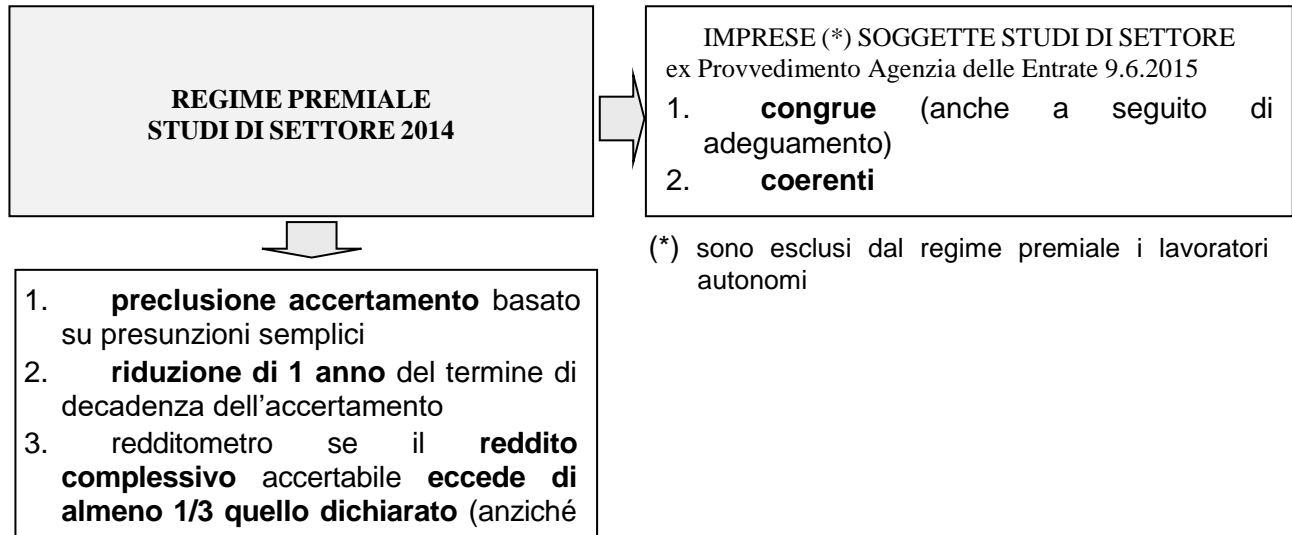 REGIME PREMIALE
STUDI DI SETTORE 2014
IMPRESE (*) SOGGETTE STUDI DI SETTORE
ex Provvedimento Agenzia delle Entrate 9.6.2015
1. congrue (anche a seguito di
adeguamento)
2. coerenti
(*) sono esclusi dal regime premiale i lavoratori
autonomi
1. preclusione accertamento basato
su presunzioni semplici
2. riduzione di 1 anno del termine di
decadenza dell’accertamento
3. redditometro se il reddito
complessivo accertabile eccede di
almeno 1/3 quello dichiarato (anziché